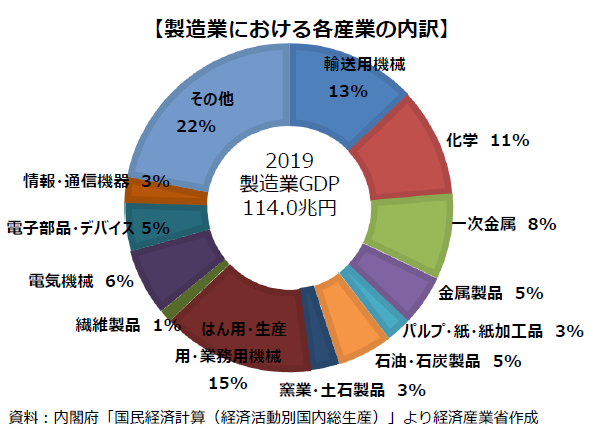 【製造業における各産業の内訳】
輸送用機械
13%
化学 11%
一次金属 8%
金属製品 5%
パルプ・紙・紙加工品 3%
石油・石炭製品 5%
窯業・土石製品 3%
はん用・生産
用・業務用機械
15%
繊維製品 1%
電気機械 6%
電子部品・デバイス 5%
情報・通信機器 3%
その他
22%
2019
製造業GDP
114.0兆円
資料：内閣府「国民経済計算（経済活動別国内総生産）」より経済産業省作成